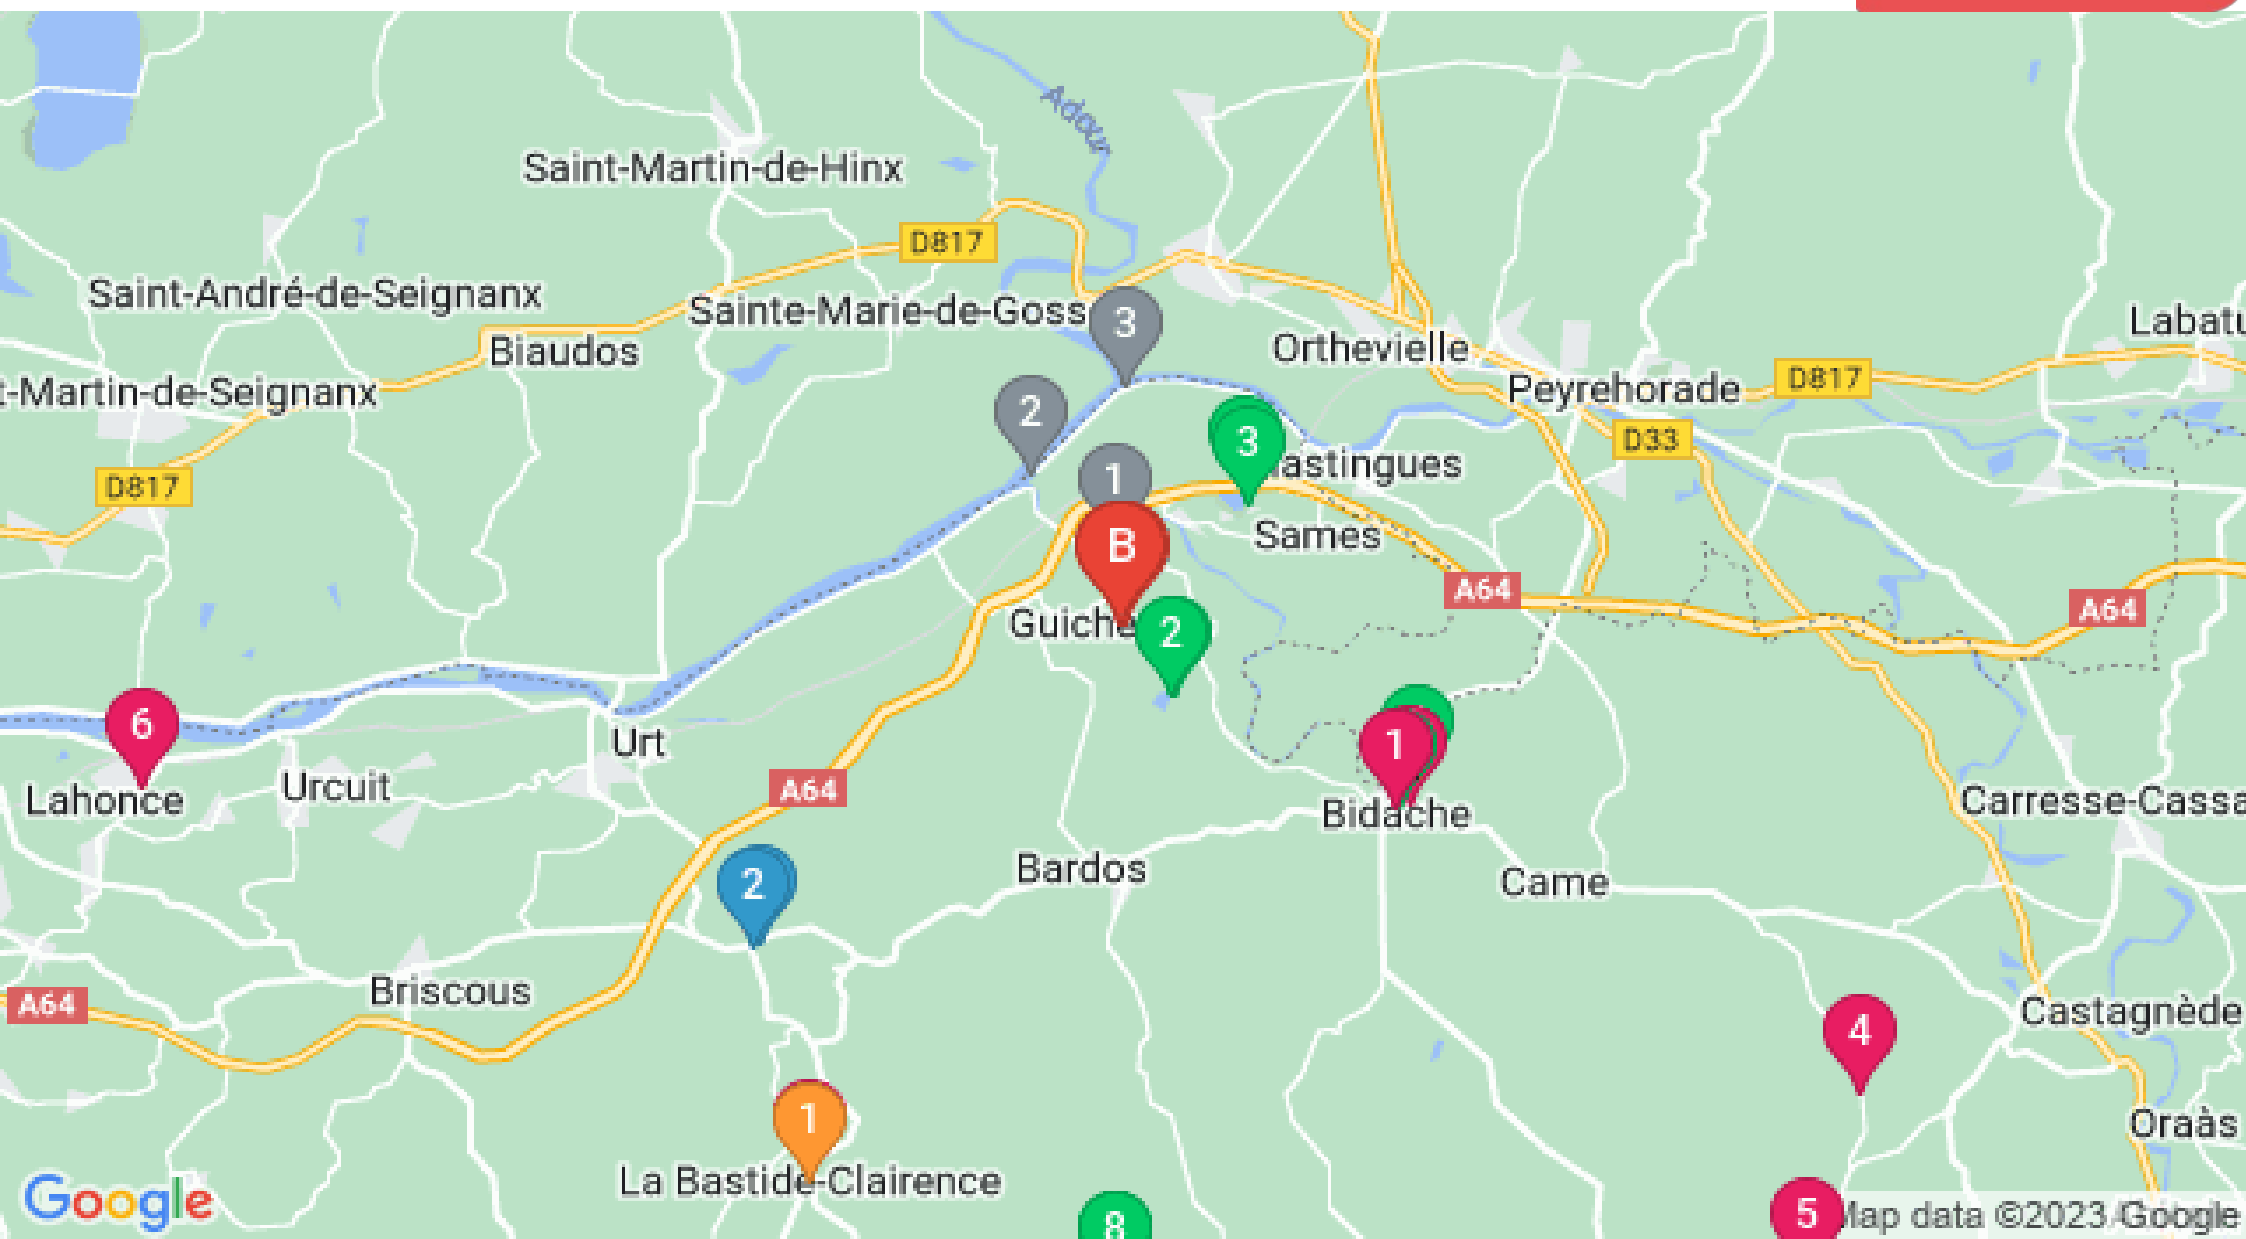 Adour
Saint-Martin-de-Hinx
D817
Saint-André-de-Seignanx
Sainte-Marie-de-Goss
3
Labatu
Biaudos
Orthevielle
t-Martin-de-Seignanx
Peyrehorade
D817
2
3
D33
astingues
1
D817
Sames
B
A64
A64
Guiche
2
6
Urt
1
Lahonce
Urcuit
A64
Bidache
Carresse-Cassa
Bardos
2
Came
Briscous
A64
Castagnède
4
1
Oraàs
La Bastide-Clairence
Google
8
5
Map data ©2023 Google